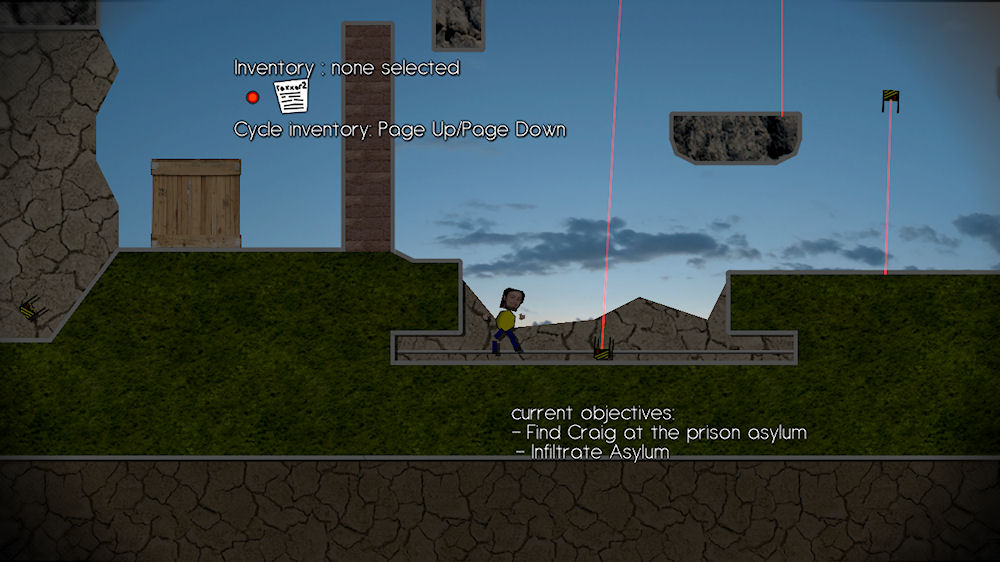 Inventory : none selected
Cycle inventory: Page Up/Page Down
current objectives:
- Find Craig at the prison asylum
- Infiltrate Asylum